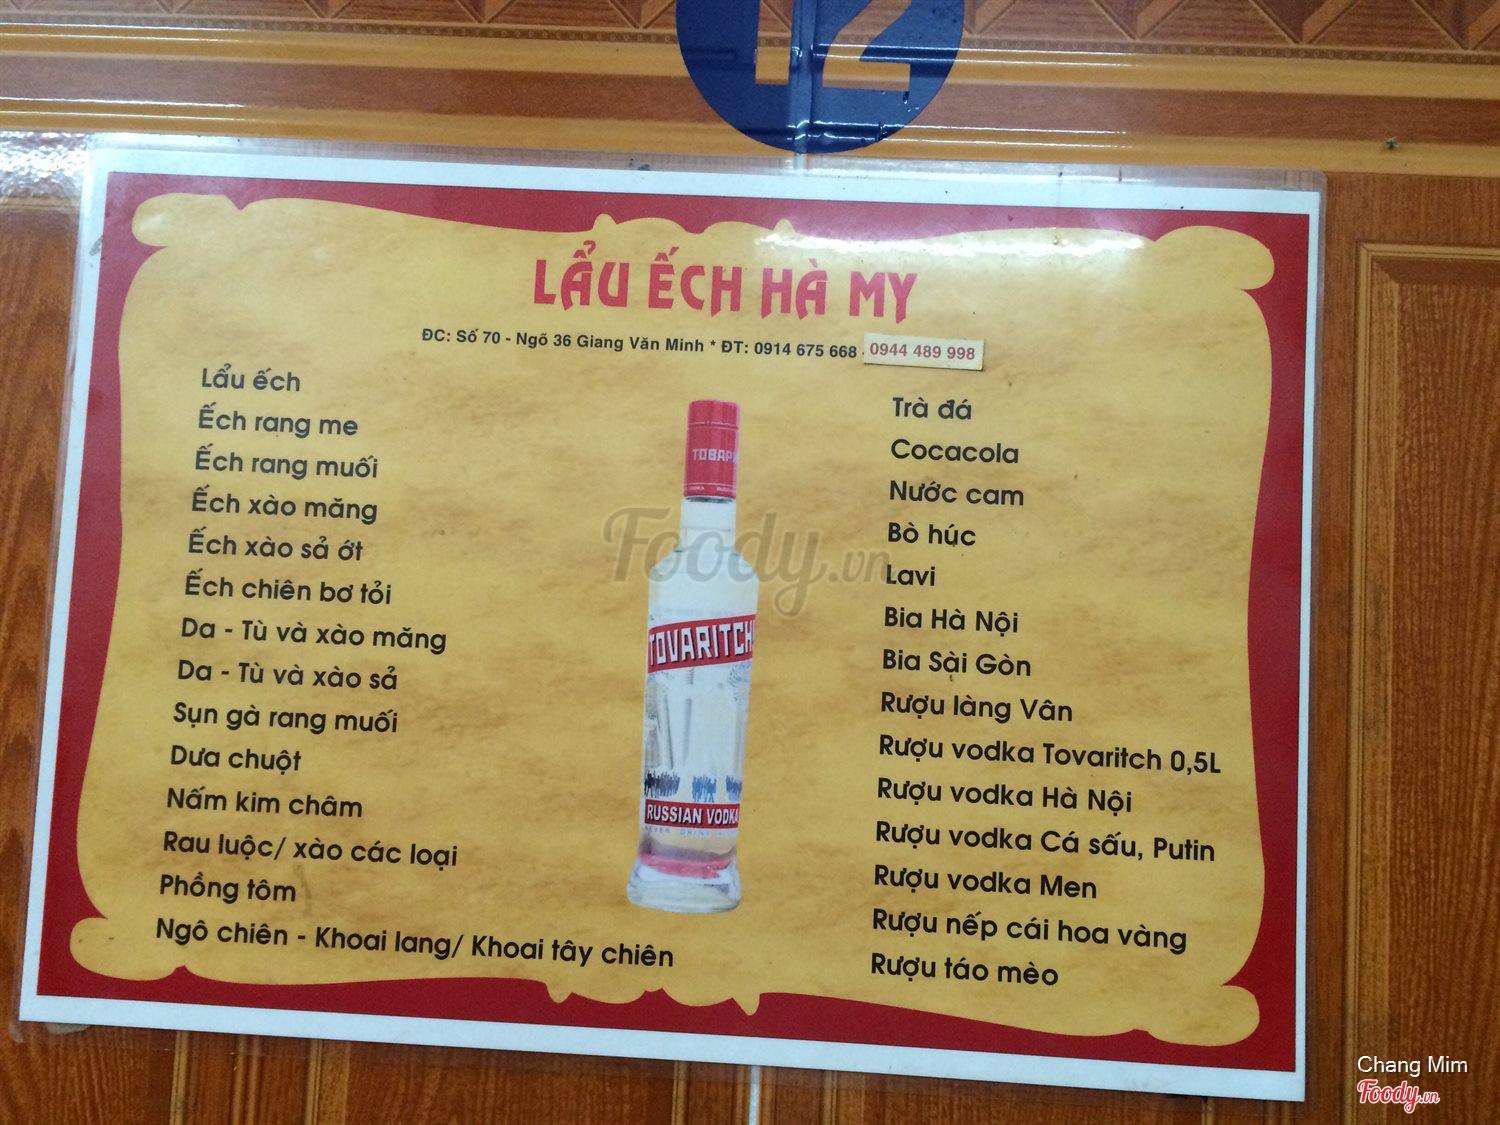 12
LẨU ẾCH HÀ MY
ĐC: Số 70 - Ngõ 36 Giang Văn Minh * ĐT: 0914 675 668 - 0944 489 998
Lẩu ếch
Ếch rang me
Ếch rang muối
Ếch xào măng
Ếch xào sả ớt
Ếch chiên bơ tỏi
Da - Tù và xào măng
Da - Tù và xào sả
Sụn gà rang muối
Dưa chuột
Nấm kim châm
Rau luộc/ xào các loại
Phồng tôm
Ngô chiên - Khoai lang/ Khoai tây chiên
TOVARITCH
RUSSIAN VODKA
Trà đá
Cocacola
Nước cam
Bò húc
Lavi
Bia Hà Nội
Bia Sài Gòn
Rượu làng Vân
Rượu vodka Tovaritch 0,5L
Rượu vodka Hà Nội
Rượu vodka Cá sấu, Putin
Rượu vodka Men
Rượu nếp cái hoa vàng
Rượu táo mèo
Foody.vn
Chang Mim
Foody.vn